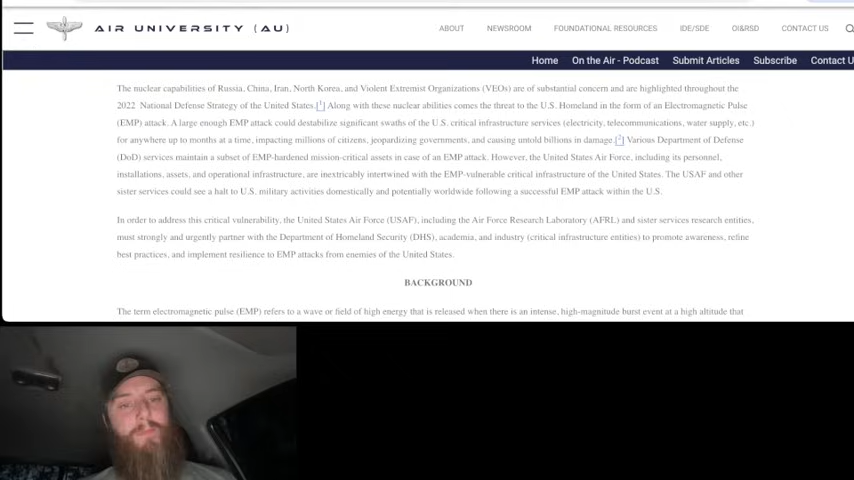 AIR UNIVERSITY (AU)
ABOUT NEWSROOM FOUNDATIONAL RESOURCES IDE/SDE OI&RSD CONTACT US
Home On the Air - Podcast Submit Articles Subscribe Contact U
The nuclear capabilities of Russia, China, Iran, North Korea, and Violent Extremist Organizations (VEOs) are of substantial concern and are highlighted throughout the
2022 National Defense Strategy of the United States.[1] Along with these nuclear abilities comes the threat to the U.S. Homeland in the form of an Electromagnetic Pulse
(EMP) attack. A large enough EMP attack could destabilize significant swaths of the U.S. critical infrastructure services (electricity, telecommunications, water supply, etc.)
for anywhere up to months at a time, impacting millions of citizens, jeopardizing governments, and causing untold billions in damage.[2] Various Department of Defense
(DoD) services maintain a subset of EMP-hardened mission-critical assets in case of an EMP attack. However, the United States Air Force, including its personnel,
installations, assets, and operational infrastructure, are inextricably intertwined with the EMP-vulnerable critical infrastructure of the United States. The USAF and other
sister services could see a halt to U.S. military activities domestically and potentially worldwide following a successful EMP attack within the U.S.
In order to address this critical vulnerability, the United States Air Force (USAF), including the Air Force Research Laboratory (AFRL) and sister services research entities,
must strongly and urgently partner with the Department of Homeland Security (DHS), academia, and industry (critical infrastructure entities) to promote awareness, refine
best practices, and implement resilience to EMP attacks from enemies of the United States.
BACKGROUND
The term electromagnetic pulse (EMP) refers to a wave or field of high energy that is released when there is an intense, high-magnitude burst event at a high altitude that